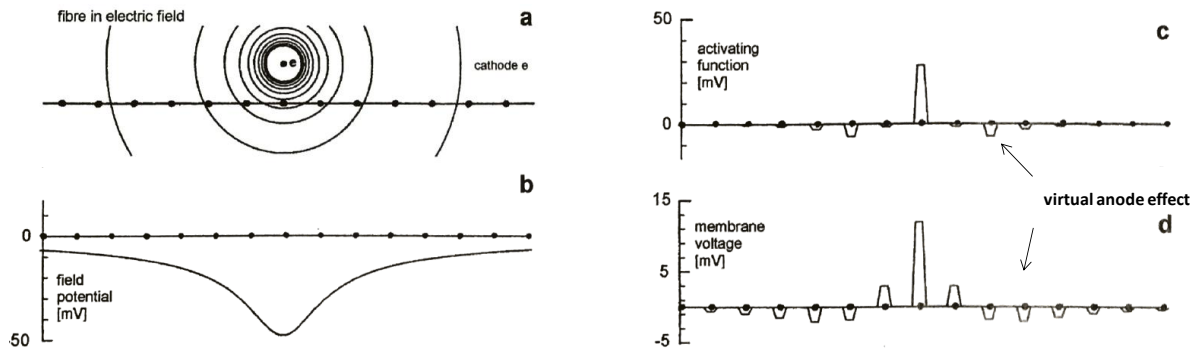 fibre in electric field
a
e
cathode e
b
0
field
potential
[mV]
-50
c
50
activating
function
[mV]
0
virtual anode effect
d
15
membrane
voltage
[mV]
5
-5